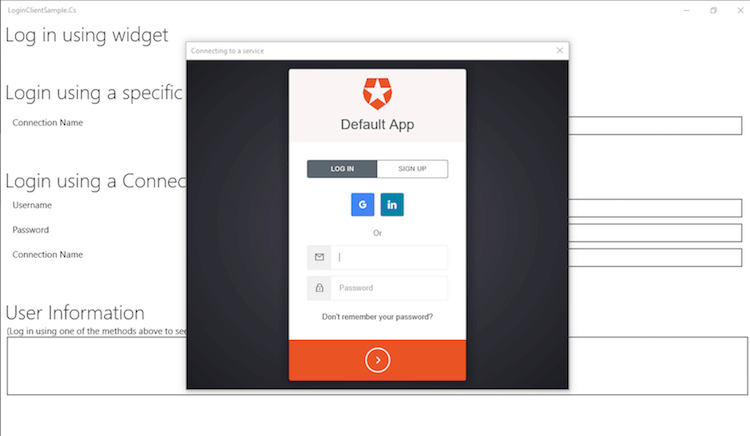 LoginClientSample.Cs
Log in using widget
Login using a specific
Connection Name
Login using a Connec
Username
Password
Connection Name
User Information
(Log in using one of the methods above to see
Connecting to a service
Default App
LOG IN SIGN UP
G in
Or
Password
Don't remember your password?